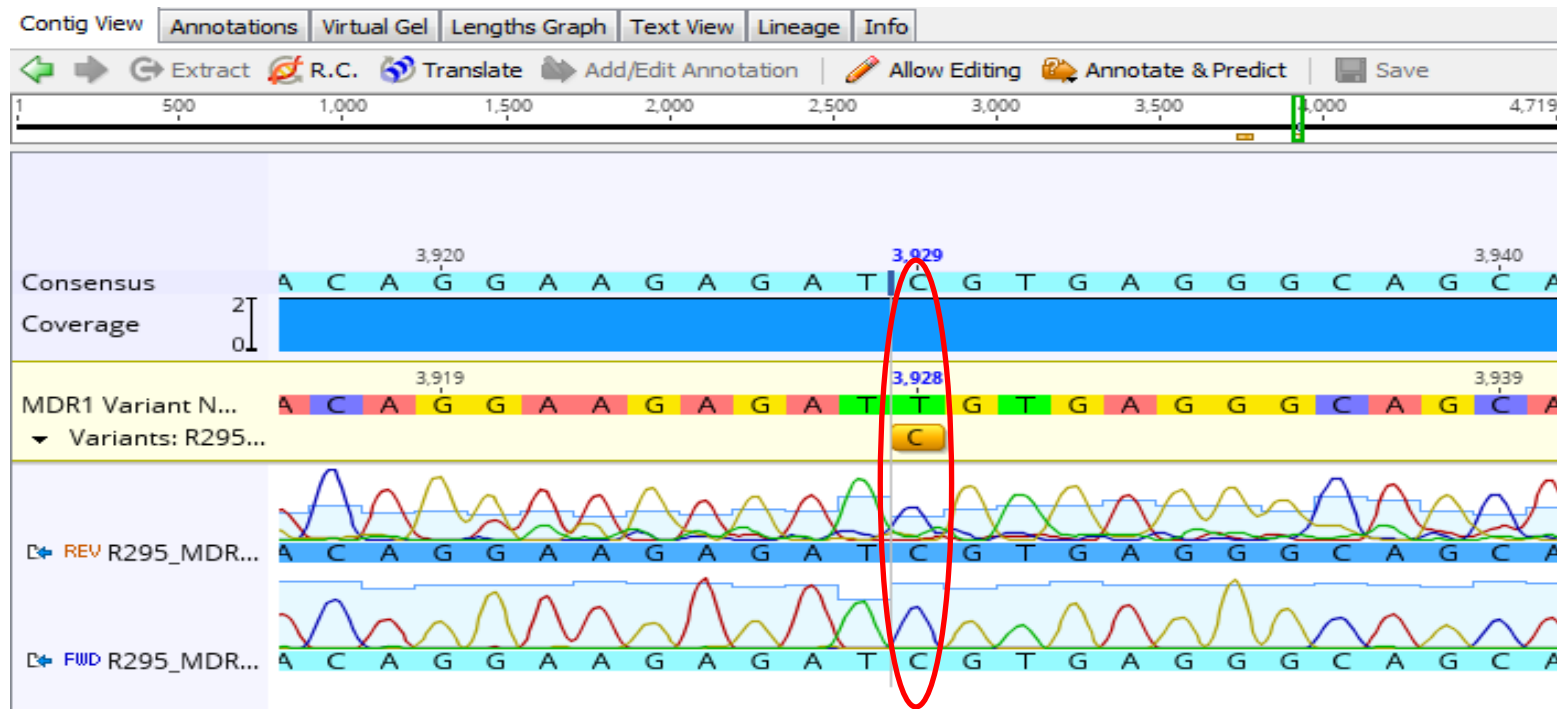 Contig View Annotations Virtual Gel Lengths Graph Text View Lineage Info
Extract R.C. Translate Add/Edit Annotation Allow Editing Annotate & Predict Save
1 500 1,000 1,500 2,000 2,500 3,000 3,500 4,000 4,719
3,920 3,929 3,940
Consensus A C A G G A A G A G A T C G T G A G G G C A G C A
Coverage 2 0
3,919 3,928 3,939
MDR1 Variant N... A C A G G A A G A G A T T G T G A G G G C A G C A
Variants: R295... C
REV R295_MDR... A C A G G A A G A G A T C G T G A G G G C A G C A
FWD R295_MDR... A C A G G A A G A G A T C G T G A G G G C A G C A